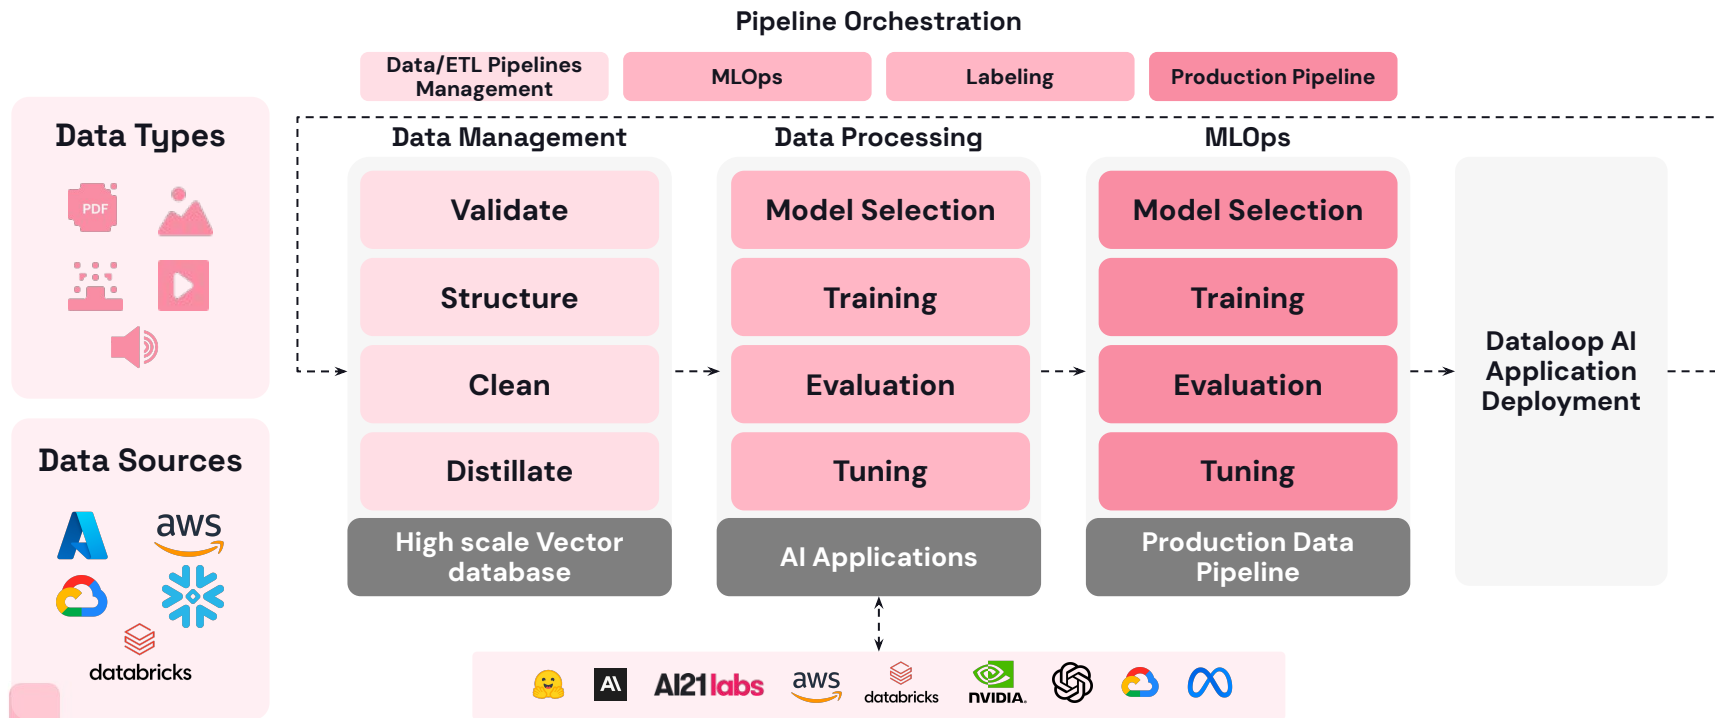 Pipeline Orchestration
Data/ETL Pipelines
Management
MLOps
Labeling
Production Pipeline
Data Types
PDF
Data Sources
aws
databricks
Data Management
Validate
Structure
Clean
Distillate
High scale Vector
database
Data Processing
Model Selection
Training
Evaluation
Tuning
AI Applications
MLOps
Model Selection
Training
Evaluation
Tuning
Production Data
Pipeline
Dataloop AI
Application
Deployment
A\
AI21labs
aws
databricks
NVIDIA.